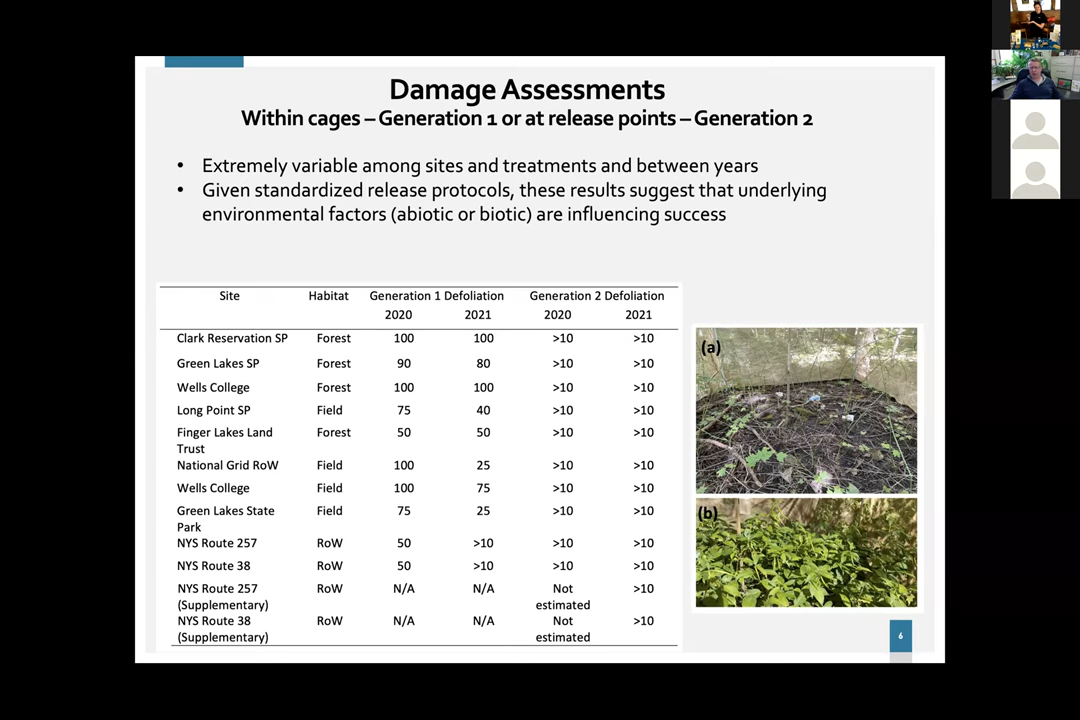 Damage Assessments
Within cages – Generation 1 or at release points – Generation 2
• Extremely variable among sites and treatments and between years
• Given standardized release protocols, these results suggest that underlying
environmental factors (abiotic or biotic) are influencing success
Site Habitat Generation 1 Defoliation Generation 2 Defoliation
2020 2021 2020 2021
Clark Reservation SP Forest 100 100 >10 >10
Green Lakes SP Forest 90 80 >10 >10
Wells College Forest 100 100 >10 >10
Long Point SP Field 75 40 >10 >10
Finger Lakes Land Forest 50 50 >10 >10
Trust
National Grid RoW Field 100 25 >10 >10
Wells College Field 100 75 >10 >10
Green Lakes State Field 75 25 >10 >10
Park
NYS Route 257 RoW 50 >10 >10 >10
NYS Route 38 RoW 50 >10 >10 >10
NYS Route 257 RoW N/A N/A Not >10
(Supplementary) estimated
NYS Route 38 RoW N/A N/A Not >10
(Supplementary) estimated
(a)
(b)
6